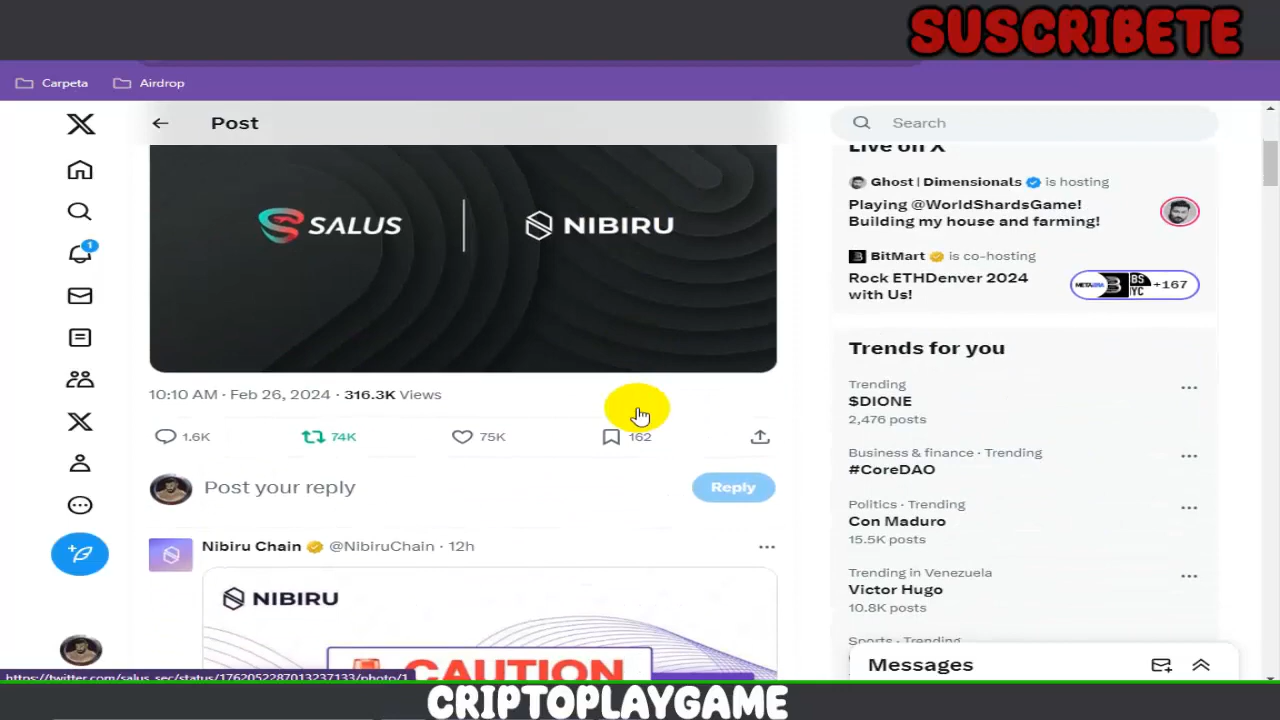 SUSCRIBETE
Carpeta
Airdrop
Post
Search
Live on X
Ghost | Dimensionals is hosting
Playing @WorldShardsGame!
Building my house and farming!
BitMart is co-hosting
Rock ETHDenver 2024
with Us!
+167
SALUS
NIBIRU
10:10 AM · Feb 26, 2024 · 316.3K Views
1.6K
74K
75K
162
Post your reply
Reply
Trends for you
Trending
$DIONE
2,476 posts
Business & finance · Trending
#CoreDAO
Politics · Trending
Con Maduro
15.5K posts
Trending in Venezuela
Victor Hugo
10.8K posts
Sports · Trending
1
Nibiru Chain @NibiruChain · 12h
NIBIRU
CAUTION
Messages
https://twitter.com/salus_sec/status/1762052287013237133/photo/1
CRIPTOPLAYGAME